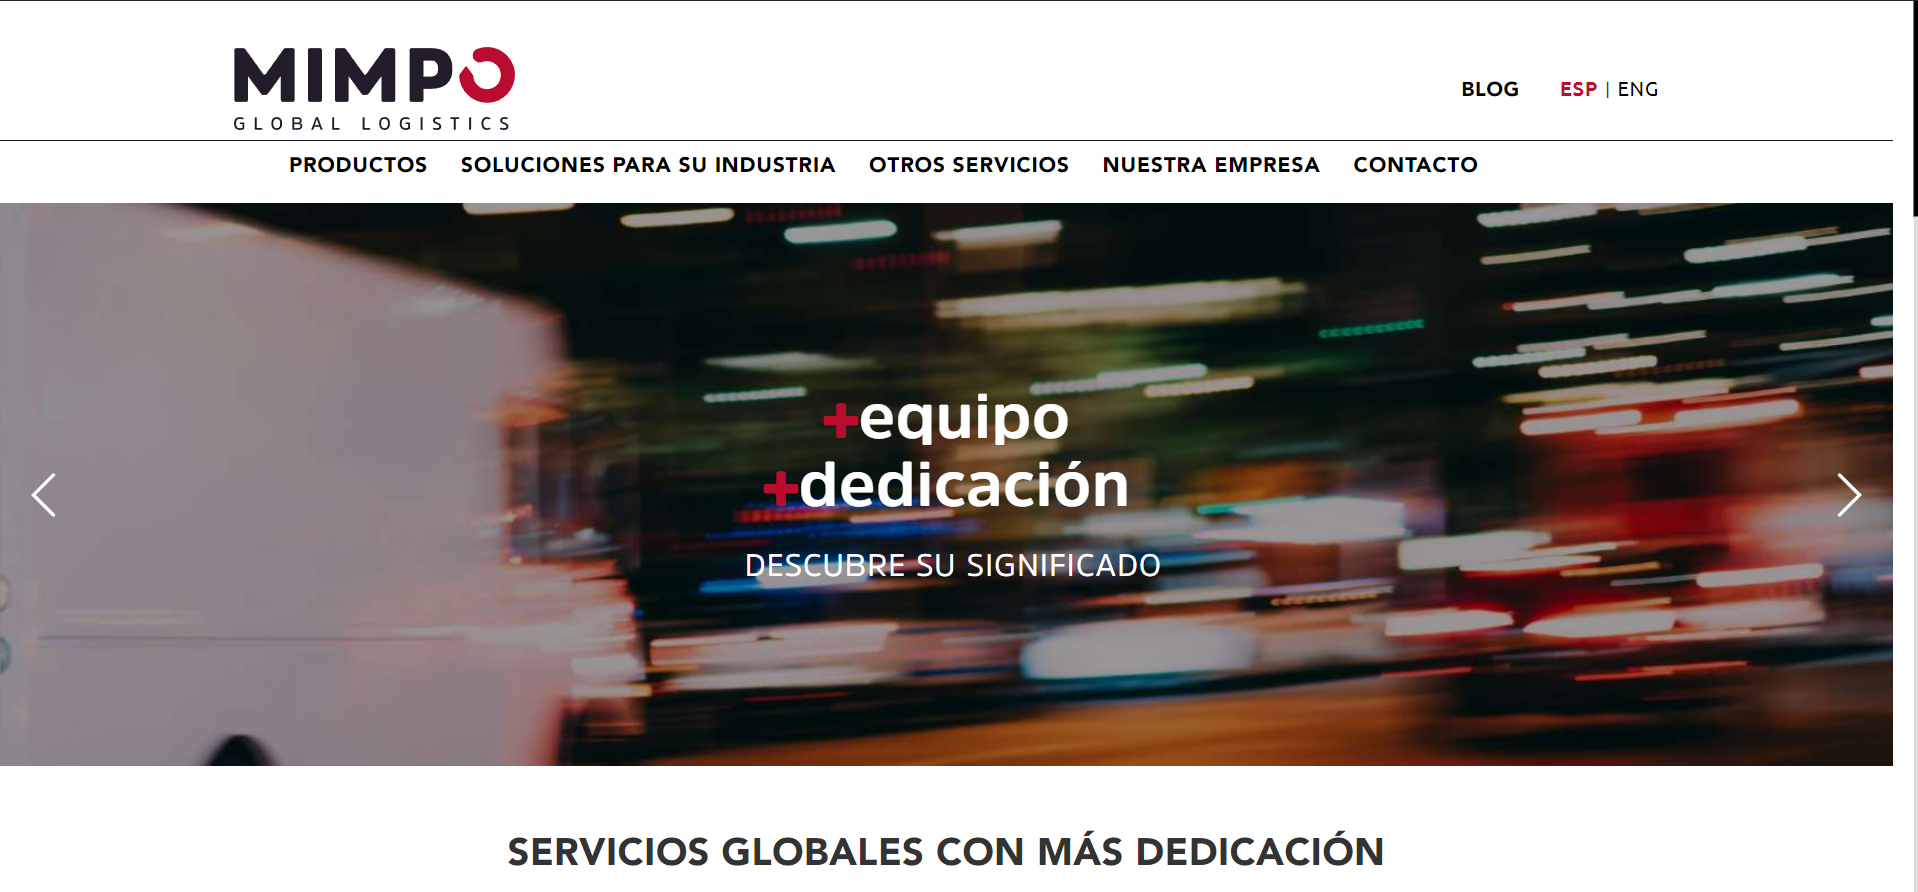 MIMPO
GLOBAL LOGISTICS
BLOG ESP | ENG
PRODUCTOS SOLUCIONES PARA SU INDUSTRIA OTROS SERVICIOS NUESTRA EMPRESA CONTACTO
+equipo
+dedicación
DESCUBRE SU SIGNIFICADO
SERVICIOS GLOBALES CON MÁS DEDICACIÓN